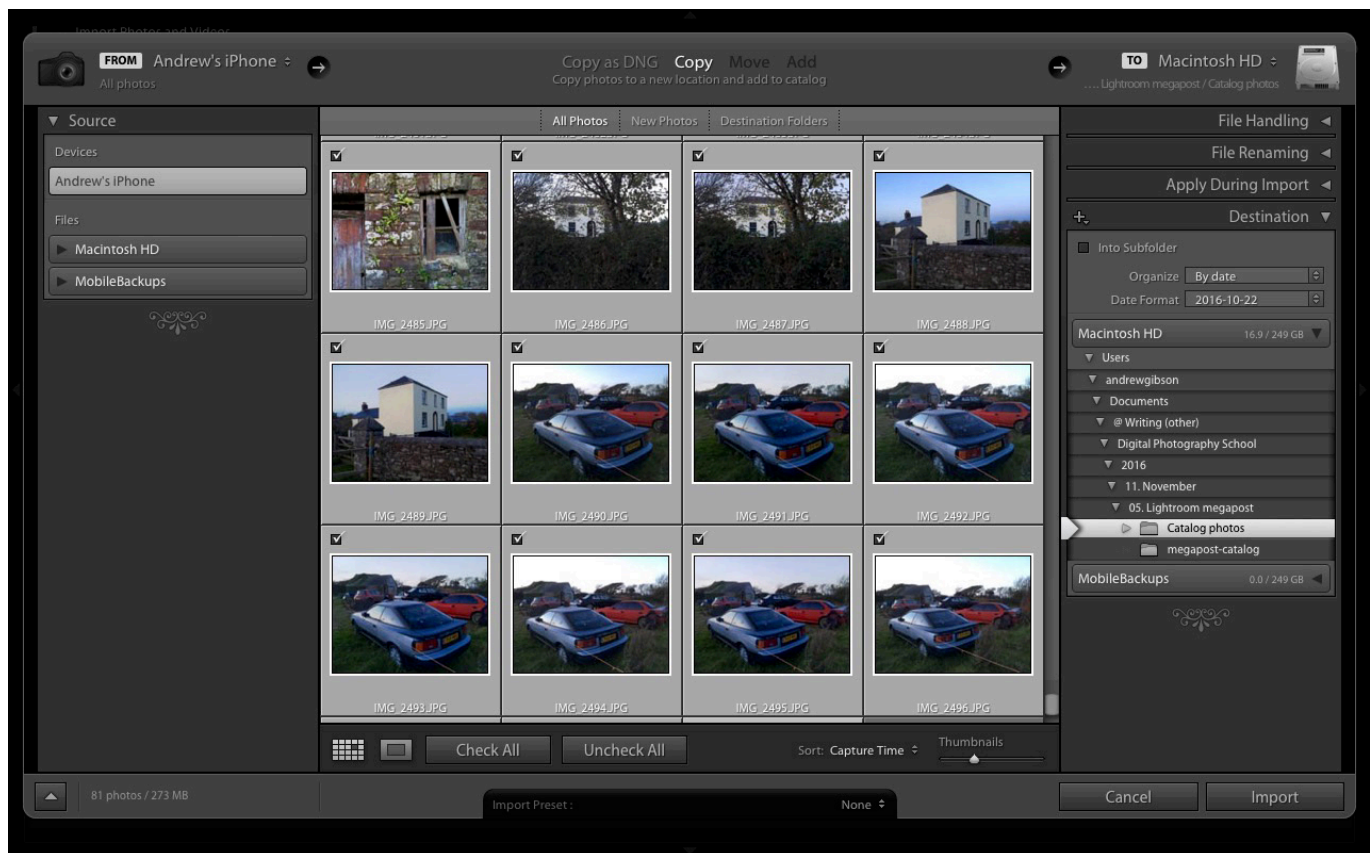 Import Photos and Videos
FROM Andrew's iPhone
All photos
Copy as DNG Copy Move Add
Copy photos to a new location and add to catalog
TO Macintosh HD
.... Lightroom megapost / Catalog photos
Source
Devices
Andrew's iPhone
Files
Macintosh HD
MobileBackups
All Photos New Photos Destination Folders
IMG_2485.JPG IMG_2486.JPG IMG_2487.JPG IMG_2488.JPG
IMG_2489.JPG IMG_2490.JPG IMG_2491.JPG IMG_2492.JPG
IMG_2493.JPG IMG_2494.JPG IMG_2495.JPG IMG_2496.JPG
Check All Uncheck All Sort: Capture Time Thumbnails
File Handling
File Renaming
Apply During Import
Destination
Into Subfolder
Organize By date
Date Format 2016-10-22
Macintosh HD 16.9 / 249 GB
Users
andrewgibson
Documents
@ Writing (other)
Digital Photography School
2016
11. November
05. Lightroom megapost
Catalog photos
megapost-catalog
MobileBackups 0.0 / 249 GB
81 photos / 273 MB
Import Preset : None
Cancel Import